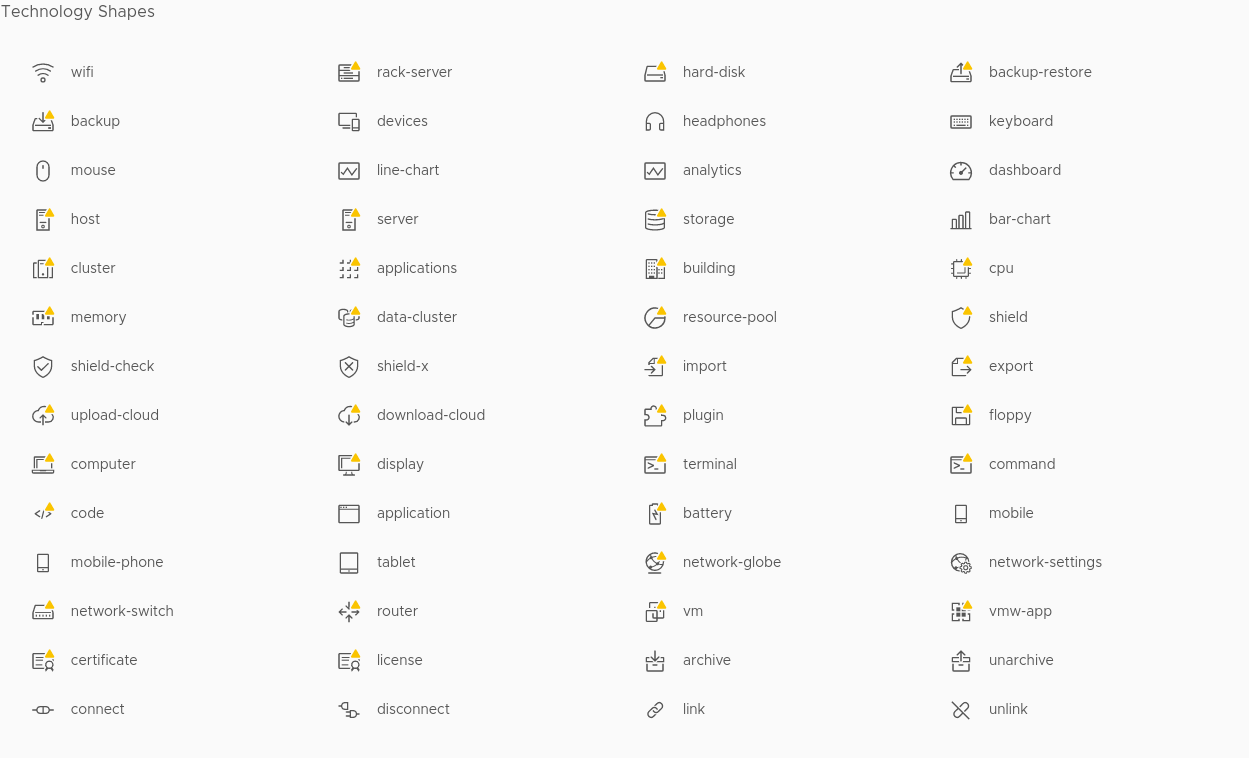 Technology Shapes
wifi rack-server hard-disk backup-restore
backup devices headphones keyboard
mouse line-chart analytics dashboard
host server storage bar-chart
cluster applications building cpu
memory data-cluster resource-pool shield
shield-check shield-x import export
upload-cloud download-cloud plugin floppy
computer display terminal command
code application battery mobile
mobile-phone tablet network-globe network-settings
network-switch router vm vmw-app
certificate license archive unarchive
connect disconnect link unlink